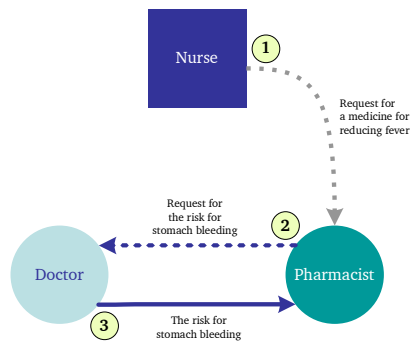 Nurse
1
Request for
a medicine for
reducing fever
Request for
the risk for
stomach bleeding
2
Doctor
Pharmacist
3
The risk for
stomach bleeding